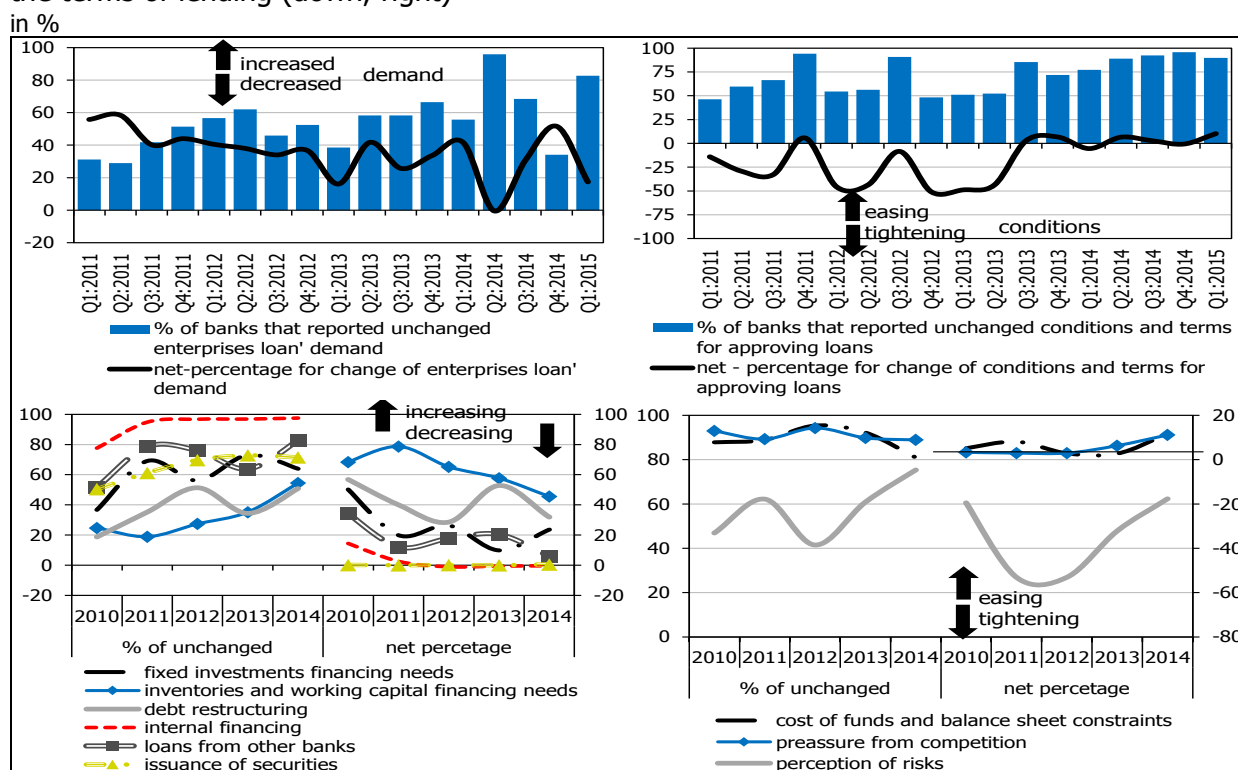 the terms of lending (down, right)
in %
100
80
60
40
20
0
-20
increased
decreased
demand
Q1:2011
Q2:2011
Q3:2011
Q4:2011
Q1:2012
Q2:2012
Q3:2012
Q4:2012
Q1:2013
Q2:2013
Q3:2013
Q4:2013
Q1:2014
Q2:2014
Q3:2014
Q4:2014
Q1:2015
% of banks that reported unchanged
enterprises loan' demand
net-percentage for change of enterprises loan'
demand
100
75
50
25
0
-25
-50
-75
-100
easing
tightening
conditions
Q1:2011
Q2:2011
Q3:2011
Q4:2011
Q1:2012
Q2:2012
Q3:2012
Q4:2012
Q1:2013
Q2:2013
Q3:2013
Q4:2013
Q1:2014
Q2:2014
Q3:2014
Q4:2014
Q1:2015
% of banks that reported unchanged conditions and terms
for approving loans
net - percentage for change of conditions and terms for
approving loans
100
80
60
40
20
0
-20
increasing
decreasing
100
80
60
40
20
0
-20
2010 2011 2012 2013 2014 2010 2011 2012 2013 2014
% of unchanged net percentage
fixed investments financing needs
inventories and working capital financing needs
debt restructuring
internal financing
loans from other banks
issuance of securities
100
80
60
40
20
0
easing
tightening
20
0
-20
-40
-60
-80
2010 2011 2012 2013 2014 2010 2011 2012 2013 2014
% of unchanged net percetage
cost of funds and balance sheet constraints
preassure from competition
perception of risks